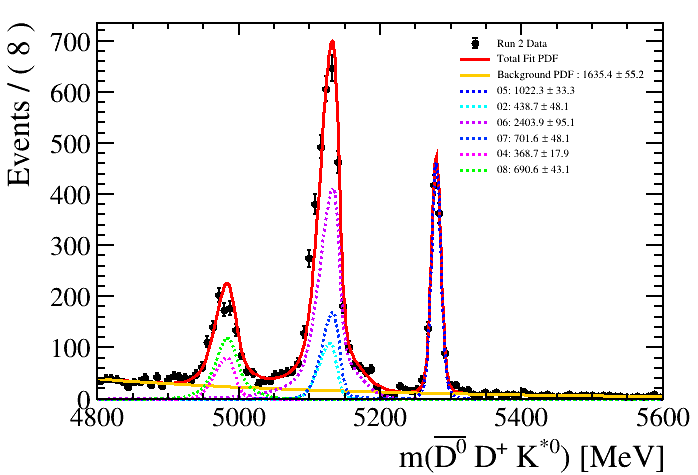 Events / ( 8 )
700
600
500
400
300
200
100
0
Run 2 Data
Total Fit PDF
Background PDF : 1635.4 ± 55.2
05: 1022.3 ± 33.3
02: 438.7 ± 48.1
06: 2403.9 ± 95.1
07: 701.6 ± 48.1
04: 368.7 ± 17.9
08: 690.6 ± 43.1
4800 5000 5200 5400 5600
m(D̅⁰ D⁺ K*⁰) [MeV]